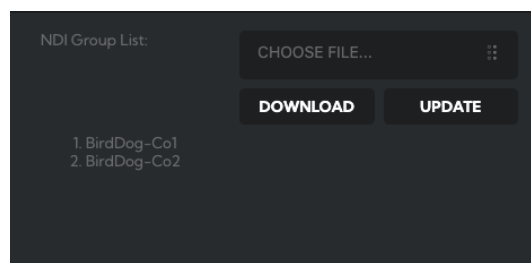 NDI Group List:
CHOOSE FILE...
DOWNLOAD UPDATE
1. BirdDog-Co1
2. BirdDog-Co2